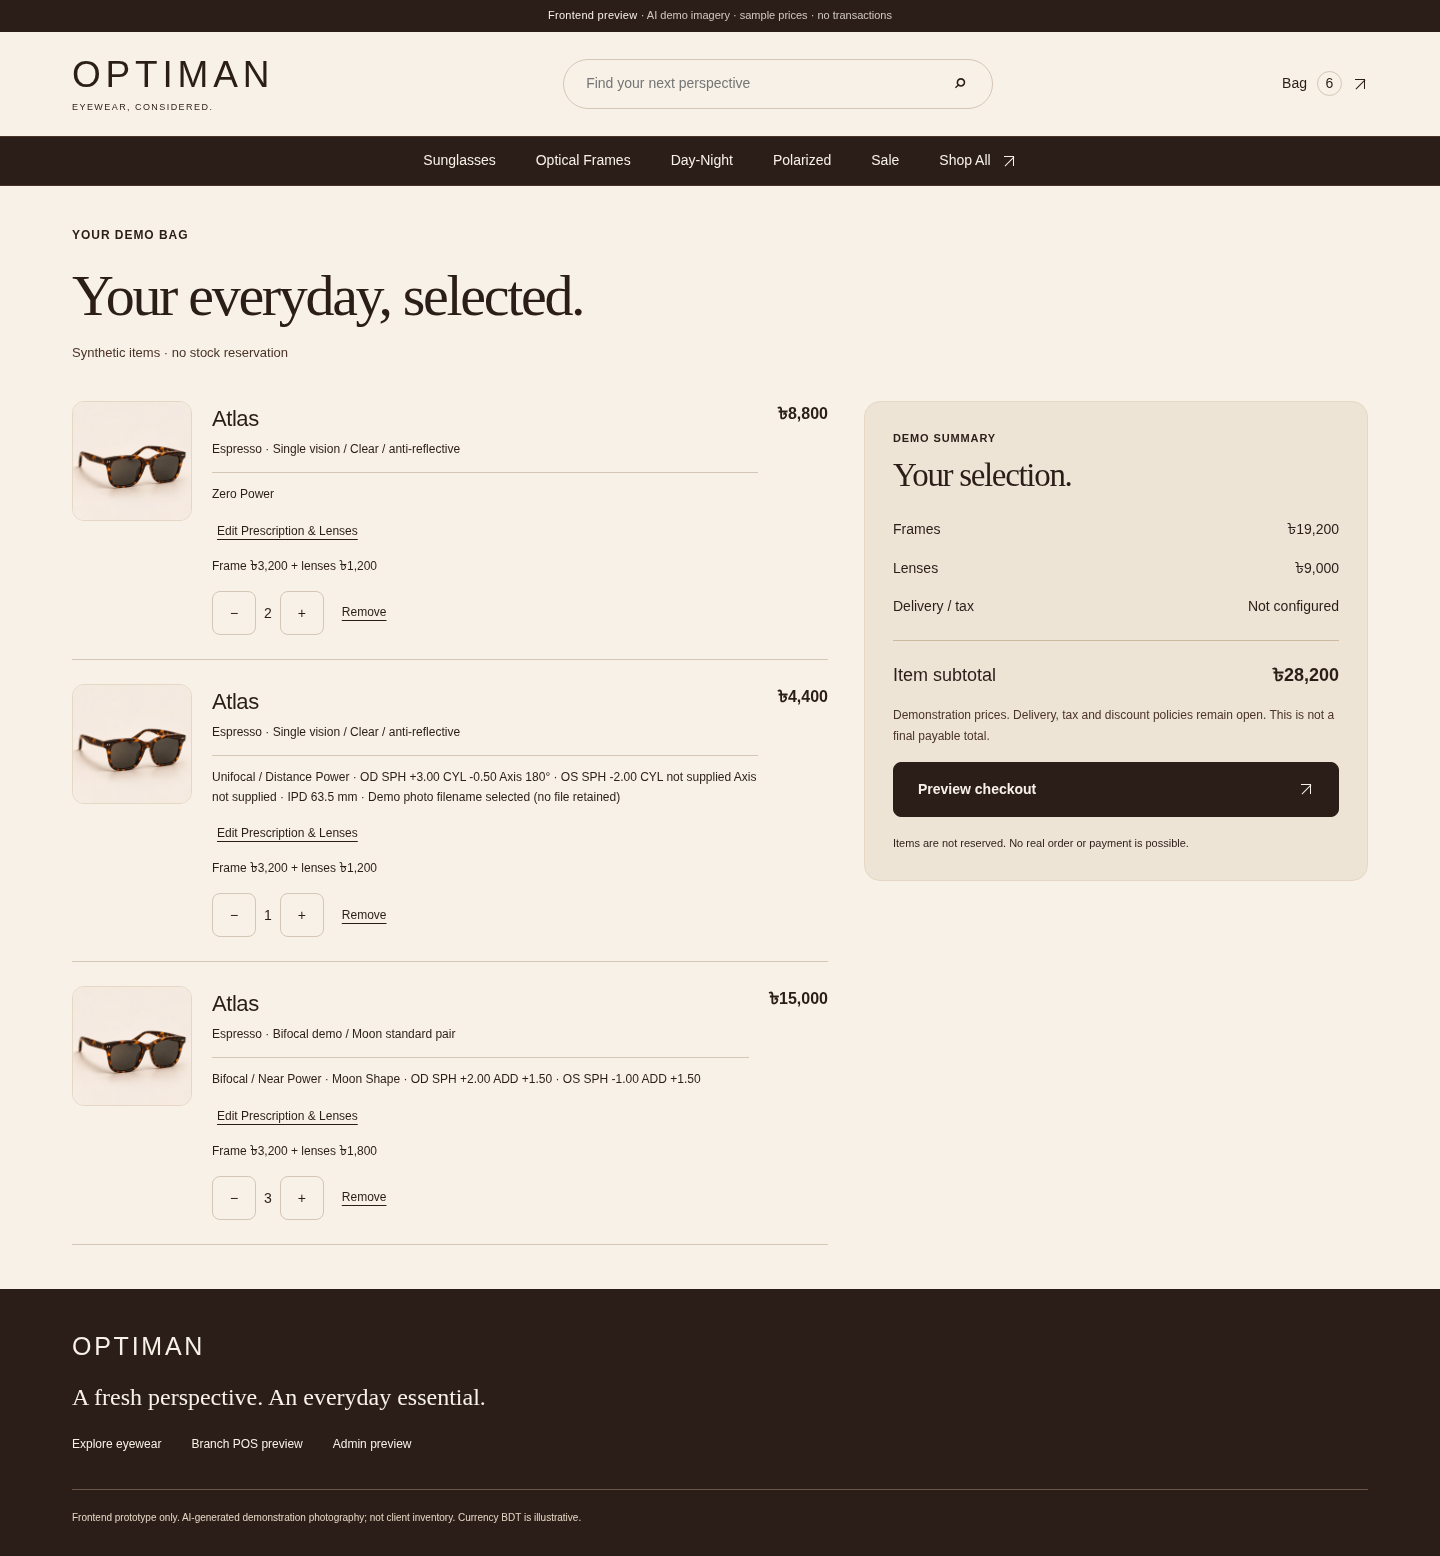 Frontend preview · AI demo imagery · sample prices · no transactions
OPTIMAN
EYEWEAR, CONSIDERED.
Find your next perspective
Bag 6
Sunglasses Optical Frames Day-Night Polarized Sale Shop All
YOUR DEMO BAG
Your everyday, selected.
Synthetic items · no stock reservation
Atlas
৳8,800
Espresso · Single vision / Clear / anti-reflective
Zero Power
Edit Prescription & Lenses
Frame ৳3,200 + lenses ৳1,200
− 2 + Remove
Atlas
৳4,400
Espresso · Single vision / Clear / anti-reflective
Unifocal / Distance Power · OD SPH +3.00 CYL -0.50 Axis 180° · OS SPH -2.00 CYL not supplied Axis
not supplied · IPD 63.5 mm · Demo photo filename selected (no file retained)
Edit Prescription & Lenses
Frame ৳3,200 + lenses ৳1,200
− 1 + Remove
Atlas
৳15,000
Espresso · Bifocal demo / Moon standard pair
Bifocal / Near Power · Moon Shape · OD SPH +2.00 ADD +1.50 · OS SPH -1.00 ADD +1.50
Edit Prescription & Lenses
Frame ৳3,200 + lenses ৳1,800
− 3 + Remove
DEMO SUMMARY
Your selection.
Frames ৳19,200
Lenses ৳9,000
Delivery / tax Not configured
Item subtotal ৳28,200
Demonstration prices. Delivery, tax and discount policies remain open. This is not a
final payable total.
Preview checkout
Items are not reserved. No real order or payment is possible.
OPTIMAN
A fresh perspective. An everyday essential.
Explore eyewear Branch POS preview Admin preview
Frontend prototype only. AI-generated demonstration photography; not client inventory. Currency BDT is illustrative.